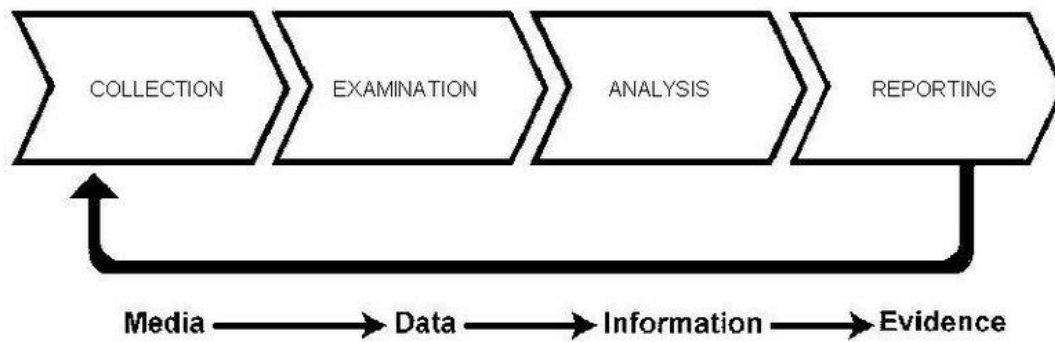 COLLECTION EXAMINATION ANALYSIS REPORTING
Media Data Information Evidence